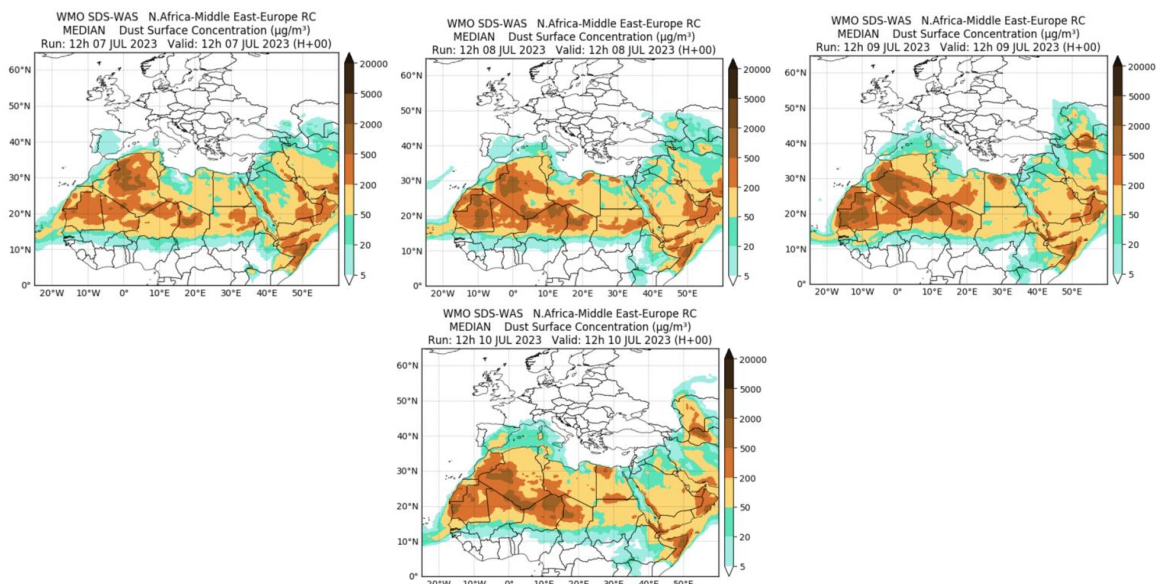 WMO SDS-WAS N.Africa-Middle East-Europe RC
MEDIAN Dust Surface Concentration (µg/m³)
Run: 12h 07 JUL 2023 Valid: 12h 07 JUL 2023 (H+00)
60°N
50°N
40°N
30°N
20°N
10°N
0°
20°W
10°W
0°
10°E
20°E
30°E
40°E
50°E
20000
5000
2000
500
200
50
20
5
WMO SDS-WAS N.Africa-Middle East-Europe RC
MEDIAN Dust Surface Concentration (µg/m³)
Run: 12h 08 JUL 2023 Valid: 12h 08 JUL 2023 (H+00)
60°N
50°N
40°N
30°N
20°N
10°N
0°
20°W
10°W
0°
10°E
20°E
30°E
40°E
50°E
20000
5000
2000
500
200
50
20
5
WMO SDS-WAS N.Africa-Middle East-Europe RC
MEDIAN Dust Surface Concentration (µg/m³)
Run: 12h 09 JUL 2023 Valid: 12h 09 JUL 2023 (H+00)
60°N
50°N
40°N
30°N
20°N
10°N
0°
20°W
10°W
0°
10°E
20°E
30°E
40°E
50°E
20000
5000
2000
500
200
50
20
5
WMO SDS-WAS N.Africa-Middle East-Europe RC
MEDIAN Dust Surface Concentration (µg/m³)
Run: 12h 10 JUL 2023 Valid: 12h 10 JUL 2023 (H+00)
60°N
50°N
40°N
30°N
20°N
10°N
0°
20°W
10°W
0°
10°E
20°E
30°E
40°E
50°E
20000
5000
2000
500
200
50
20
5